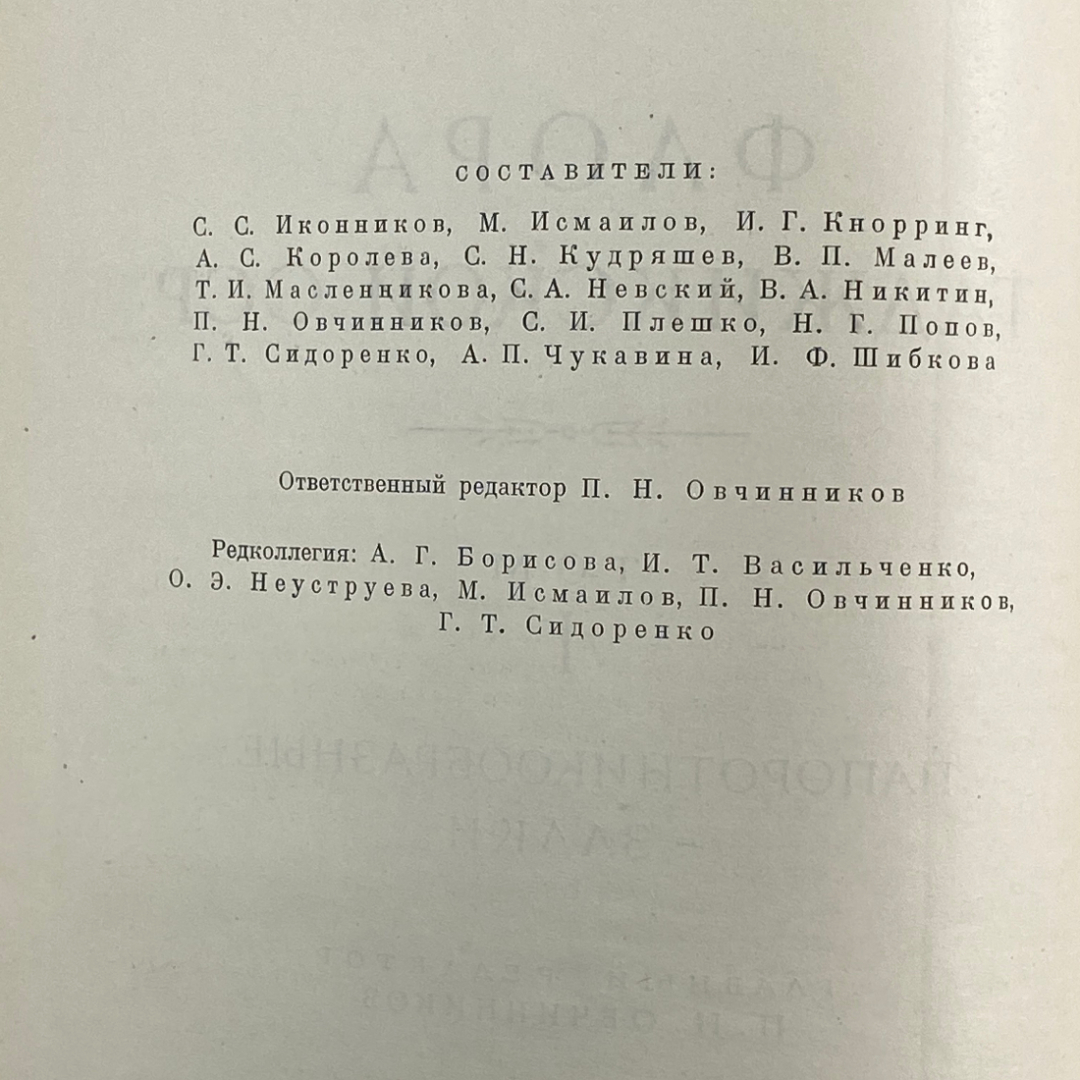 СОСТАВИТЕЛИ:
С. С. Иконников, М. Исмаилов, И. Г. Кнорринг,
А. С. Королева, С. Н. Кудряшев, В. П. Малеев,
Т. И. Масленникова, С. А. Невский, В. А. Никитин,
П. Н. Овчинников, С. И. Плешко, Н. Г. Попов,
Г. Т. Сидоренко, А. П. Чукавина, И. Ф. Шибкова
Ответственный редактор П. Н. Овчинников
Редколлегия: А. Г. Борисова, И. Т. Васильченко,
О. Э. Неуструева, М. Исмаилов, П. Н. Овчинников,
Г. Т. Сидоренко